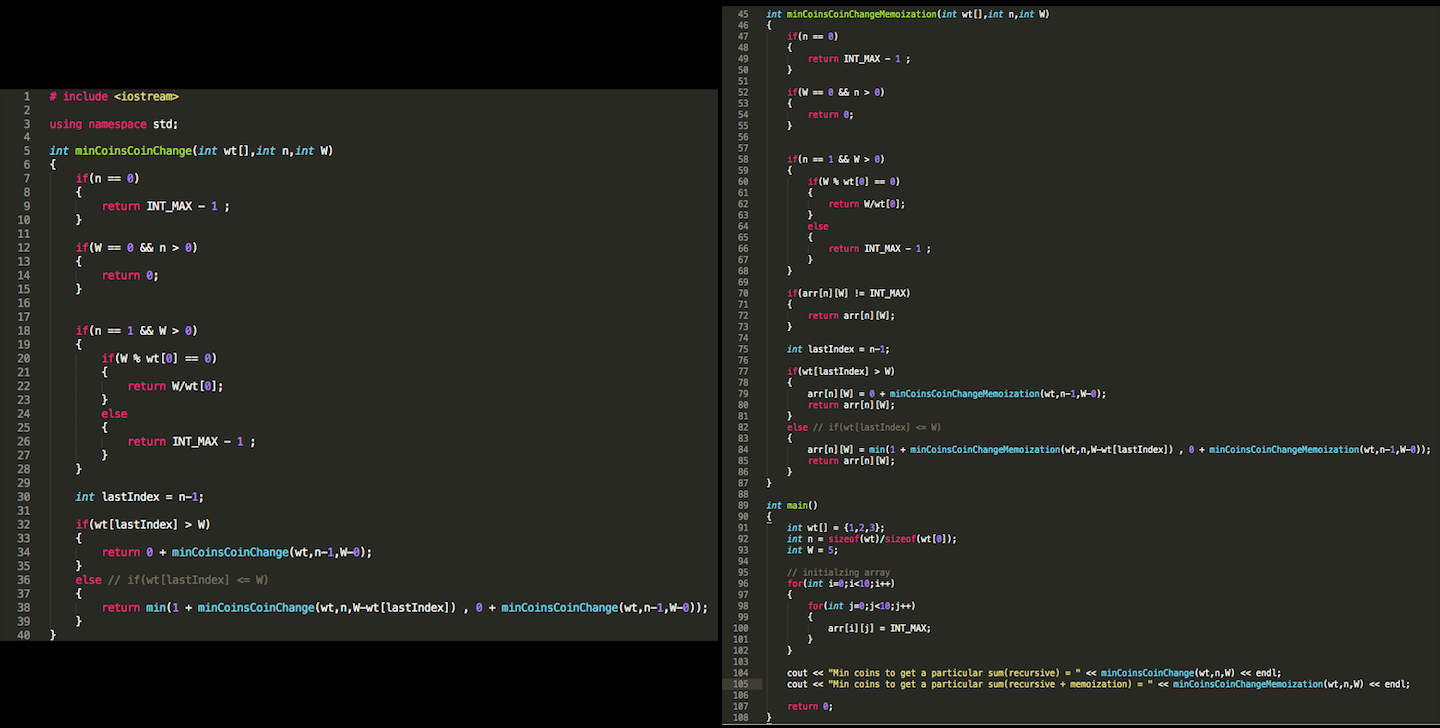 1 # include <iostream>
2
3 using namespace std;
4
5 int minCoinsCoinChange(int wt[],int n,int W)
6 {
7 if(n == 0)
8 {
9 return INT_MAX - 1 ;
10 }
11
12 if(W == 0 && n > 0)
13 {
14 return 0;
15 }
16
17
18 if(n == 1 && W > 0)
19 {
20 if(W % wt[0] == 0)
21 {
22 return W/wt[0];
23 }
24 else
25 {
26 return INT_MAX - 1 ;
27 }
28 }
29
30 int lastIndex = n-1;
31
32 if(wt[lastIndex] > W)
33 {
34 return 0 + minCoinsCoinChange(wt,n-1,W-0);
35 }
36 else // if(wt[lastIndex] <= W)
37 {
38 return min(1 + minCoinsCoinChange(wt,n,W-wt[lastIndex]) , 0 + minCoinsCoinChange(wt,n-1,W-0));
39 }
40 }
45 int minCoinsCoinChangeMemoization(int wt[],int n,int W)
46 {
47 if(n == 0)
48 {
49 return INT_MAX - 1 ;
50 }
51
52 if(W == 0 && n > 0)
53 {
54 return 0;
55 }
56
57
58 if(n == 1 && W > 0)
59 {
60 if(W % wt[0] == 0)
61 {
62 return W/wt[0];
63 }
64 else
65 {
66 return INT_MAX - 1 ;
67 }
68 }
69
70 if(arr[n][W] != INT_MAX)
71 {
72 return arr[n][W];
73 }
74
75 int lastIndex = n-1;
76
77 if(wt[lastIndex] > W)
78 {
79 arr[n][W] = 0 + minCoinsCoinChangeMemoization(wt,n-1,W-0);
80 return arr[n][W];
81 }
82 else // if(wt[lastIndex] <= W)
83 {
84 arr[n][W] = min(1 + minCoinsCoinChangeMemoization(wt,n,W-wt[lastIndex]) , 0 + minCoinsCoinChangeMemoization(wt,n-1,W-0));
85 return arr[n][W];
86 }
87 }
88
89 int main()
90 {
91 int wt[] = {1,2,3};
92 int n = sizeof(wt)/sizeof(wt[0]);
93 int W = 5;
94
95 // initialzing array
96 for(int i=0;i<10;i++)
97 {
98 for(int j=0;j<10;j++)
99 {
100 arr[i][j] = INT_MAX;
101 }
102 }
103
104 cout << "Min coins to get a particular sum(recursive) = " << minCoinsCoinChange(wt,n,W) << endl;
105 cout << "Min coins to get a particular sum(recursive + memoization) = " << minCoinsCoinChangeMemoization(wt,n,W) << endl;
106
107 return 0;
108 }